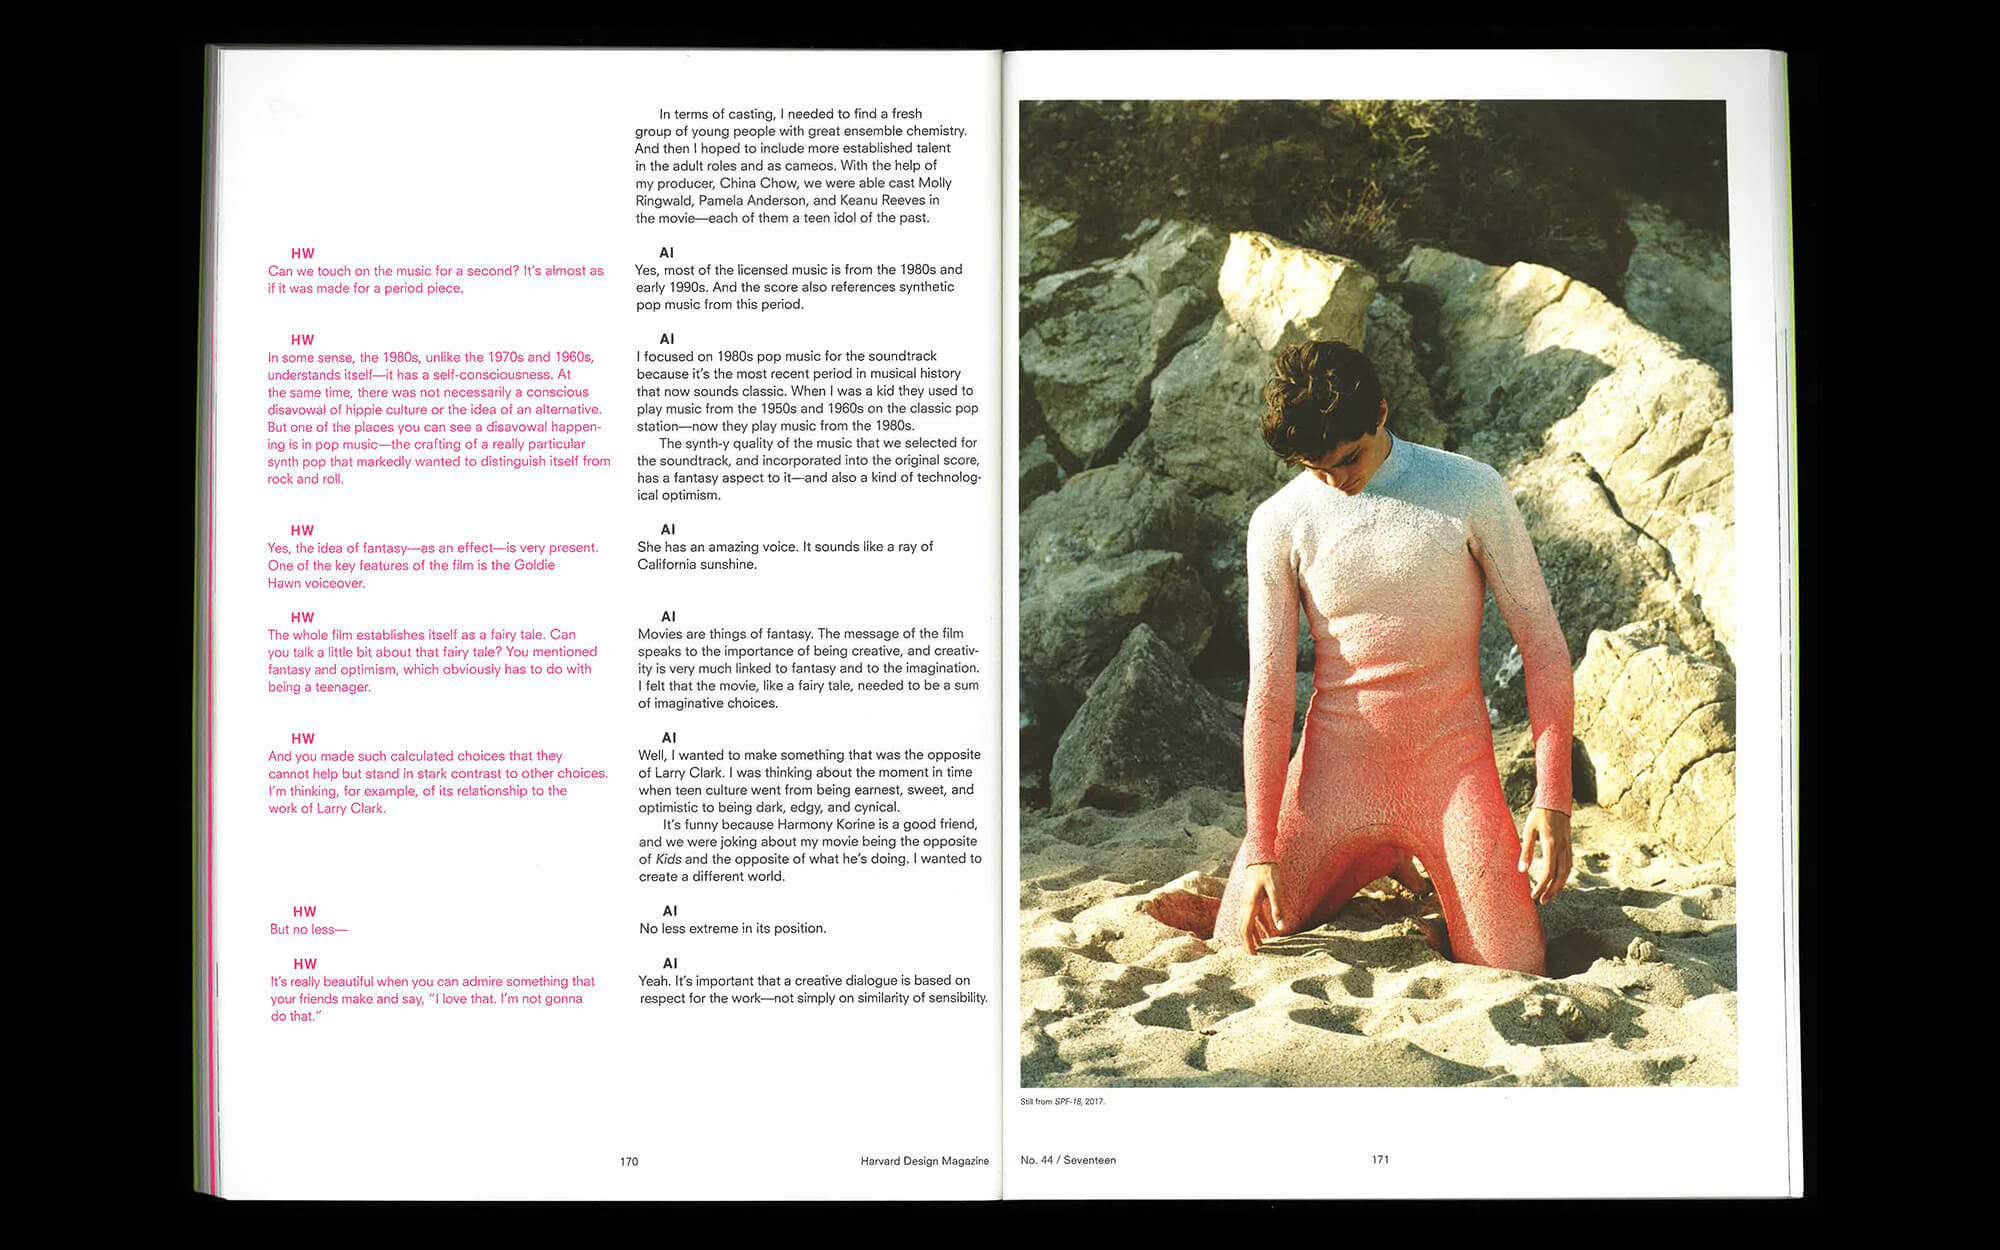 In terms of casting, I needed to find a fresh
group of young people with great ensemble chemistry.
And then I hoped to include more established talent
in the adult roles and as cameos. With the help of
my producer, China Chow, we were able cast Molly
Ringwald, Pamela Anderson, and Keanu Reeves in
the movie—each of them a teen idol of the past.
HW
Can we touch on the music for a second? It's almost as
if it was made for a period piece.
AI
Yes, most of the licensed music is from the 1980s and
early 1990s. And the score also references synthetic
pop music from this period.
HW
In some sense, the 1980s, unlike the 1970s and 1960s,
understands itself—it has a self-consciousness. At
the same time, there was not necessarily a conscious
disavowal of hippie culture or the idea of an alternative.
But one of the places you can see a disavowal happen-
ing is in pop music—the crafting of a really particular
synth pop that markedly wanted to distinguish itself from
rock and roll.
AI
I focused on 1980s pop music for the soundtrack
because it's the most recent period in musical history
that now sounds classic. When I was a kid they used to
play music from the 1950s and 1960s on the classic pop
station—now they play music from the 1980s.
The synth-y quality of the music that we selected for
the soundtrack, and incorporated into the original score,
has a fantasy aspect to it—and also a kind of technolog-
ical optimism.
HW
Yes, the idea of fantasy—as an effect—is very present.
One of the key features of the film is the Goldie
Hawn voiceover.
AI
She has an amazing voice. It sounds like a ray of
California sunshine.
HW
The whole film establishes itself as a fairy tale. Can
you talk a little bit about that fairy tale? You mentioned
fantasy and optimism, which obviously has to do with
being a teenager.
AI
Movies are things of fantasy. The message of the film
speaks to the importance of being creative, and creativ-
ity is very much linked to fantasy and to the imagination.
I felt that the movie, like a fairy tale, needed to be a sum
of imaginative choices.
HW
And you made such calculated choices that they
cannot help but stand in stark contrast to other choices.
I'm thinking, for example, of its relationship to the
work of Larry Clark.
AI
Well, I wanted to make something that was the opposite
of Larry Clark. I was thinking about the moment in time
when teen culture went from being earnest, sweet, and
optimistic to being dark, edgy, and cynical.
It's funny because Harmony Korine is a good friend,
and we were joking about my movie being the opposite
of Kids and the opposite of what he's doing. I wanted to
create a different world.
HW
But no less—
AI
No less extreme in its position.
HW
It's really beautiful when you can admire something that
your friends make and say, "I love that. I'm not gonna
do that."
AI
Yeah. It's important that a creative dialogue is based on
respect for the work—not simply on similarity of sensibility.
170
Harvard Design Magazine
Still from SPF-18, 2017.
No. 44 / Seventeen
171